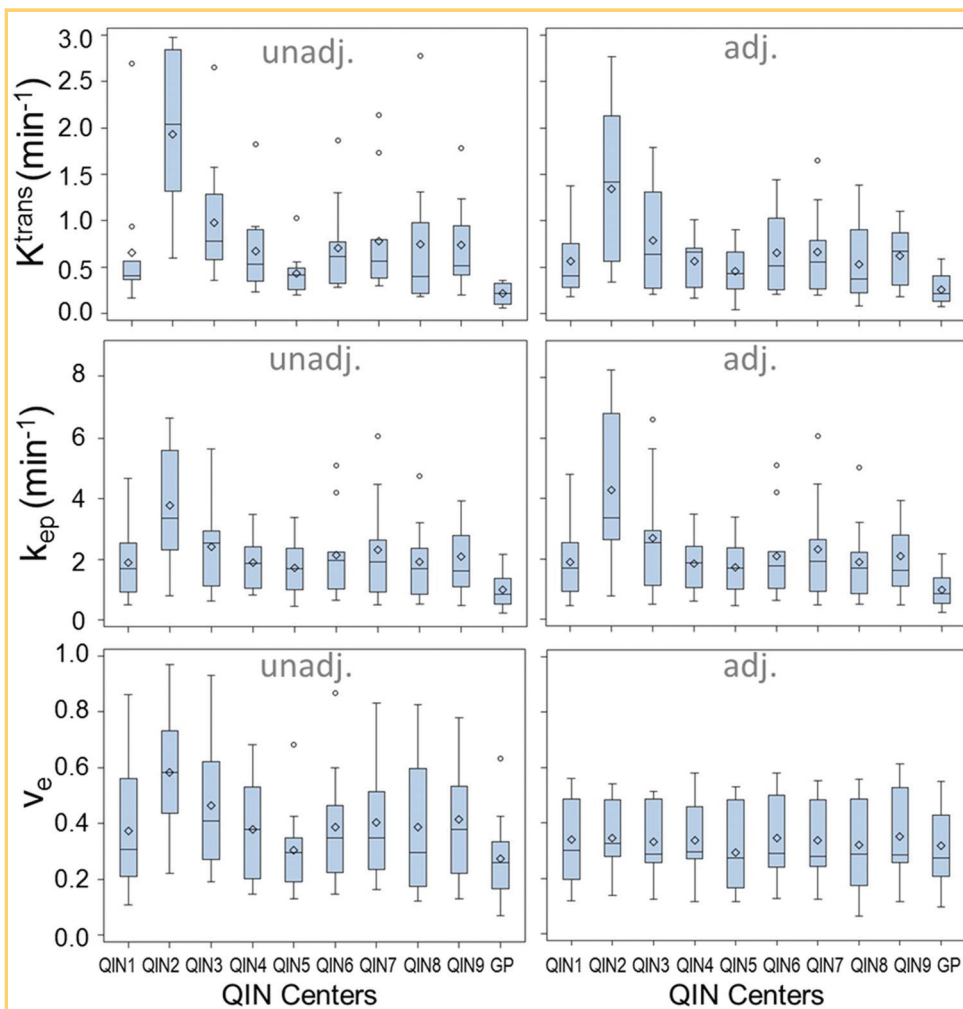 unadj.
adj.
K^trans (min^-1)
3.0
2.5
2.0
1.5
1.0
0.5
0.0
unadj.
adj.
k_ep (min^-1)
8
6
4
2
0
unadj.
adj.
v_e
1.0
0.8
0.6
0.4
0.2
0.0
QIN1 QIN2 QIN3 QIN4 QIN5 QIN6 QIN7 QIN8 QIN9 GP
QIN1 QIN2 QIN3 QIN4 QIN5 QIN6 QIN7 QIN8 QIN9 GP
QIN Centers
QIN Centers